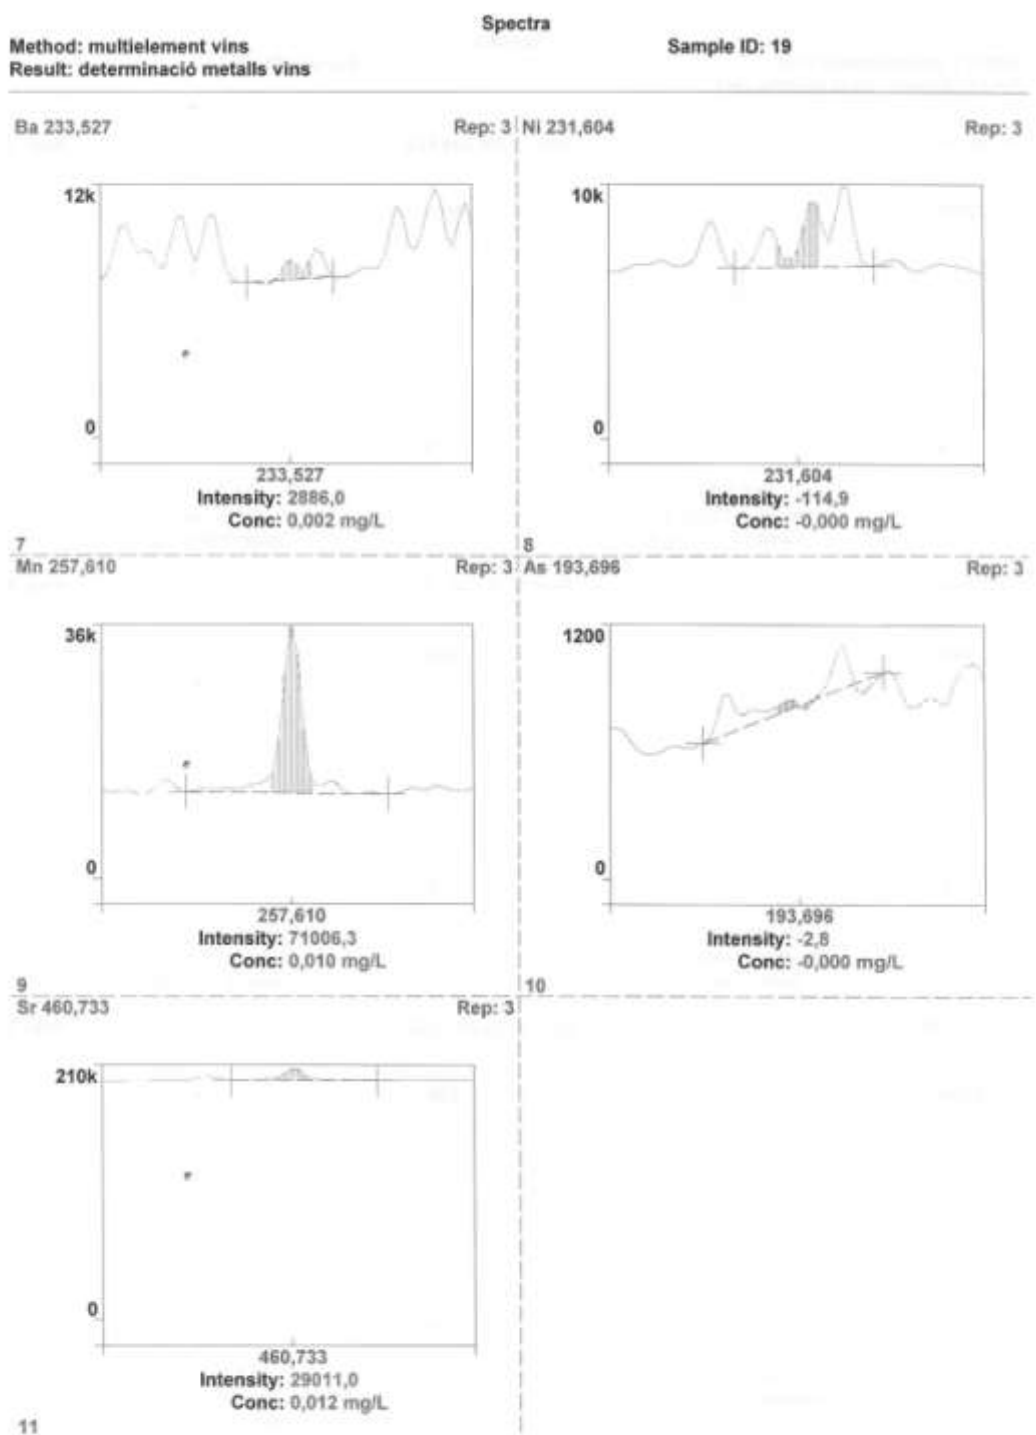 Spectra
Method: multielement vins
Sample ID: 19
Result: determinació metalls vins
Ba 233,527
Rep: 3
12k
0
233,527
Intensity: 2886,0
Conc: 0,002 mg/L
7
Ni 231,604
Rep: 3
10k
0
231,604
Intensity: -114,9
Conc: -0,000 mg/L
8
Mn 257,610
Rep: 3
36k
0
257,610
Intensity: 71006,3
Conc: 0,010 mg/L
9
As 193,696
Rep: 3
1200
0
193,696
Intensity: -2,8
Conc: -0,000 mg/L
10
Sr 460,733
Rep: 3
210k
0
460,733
Intensity: 29011,0
Conc: 0,012 mg/L
11